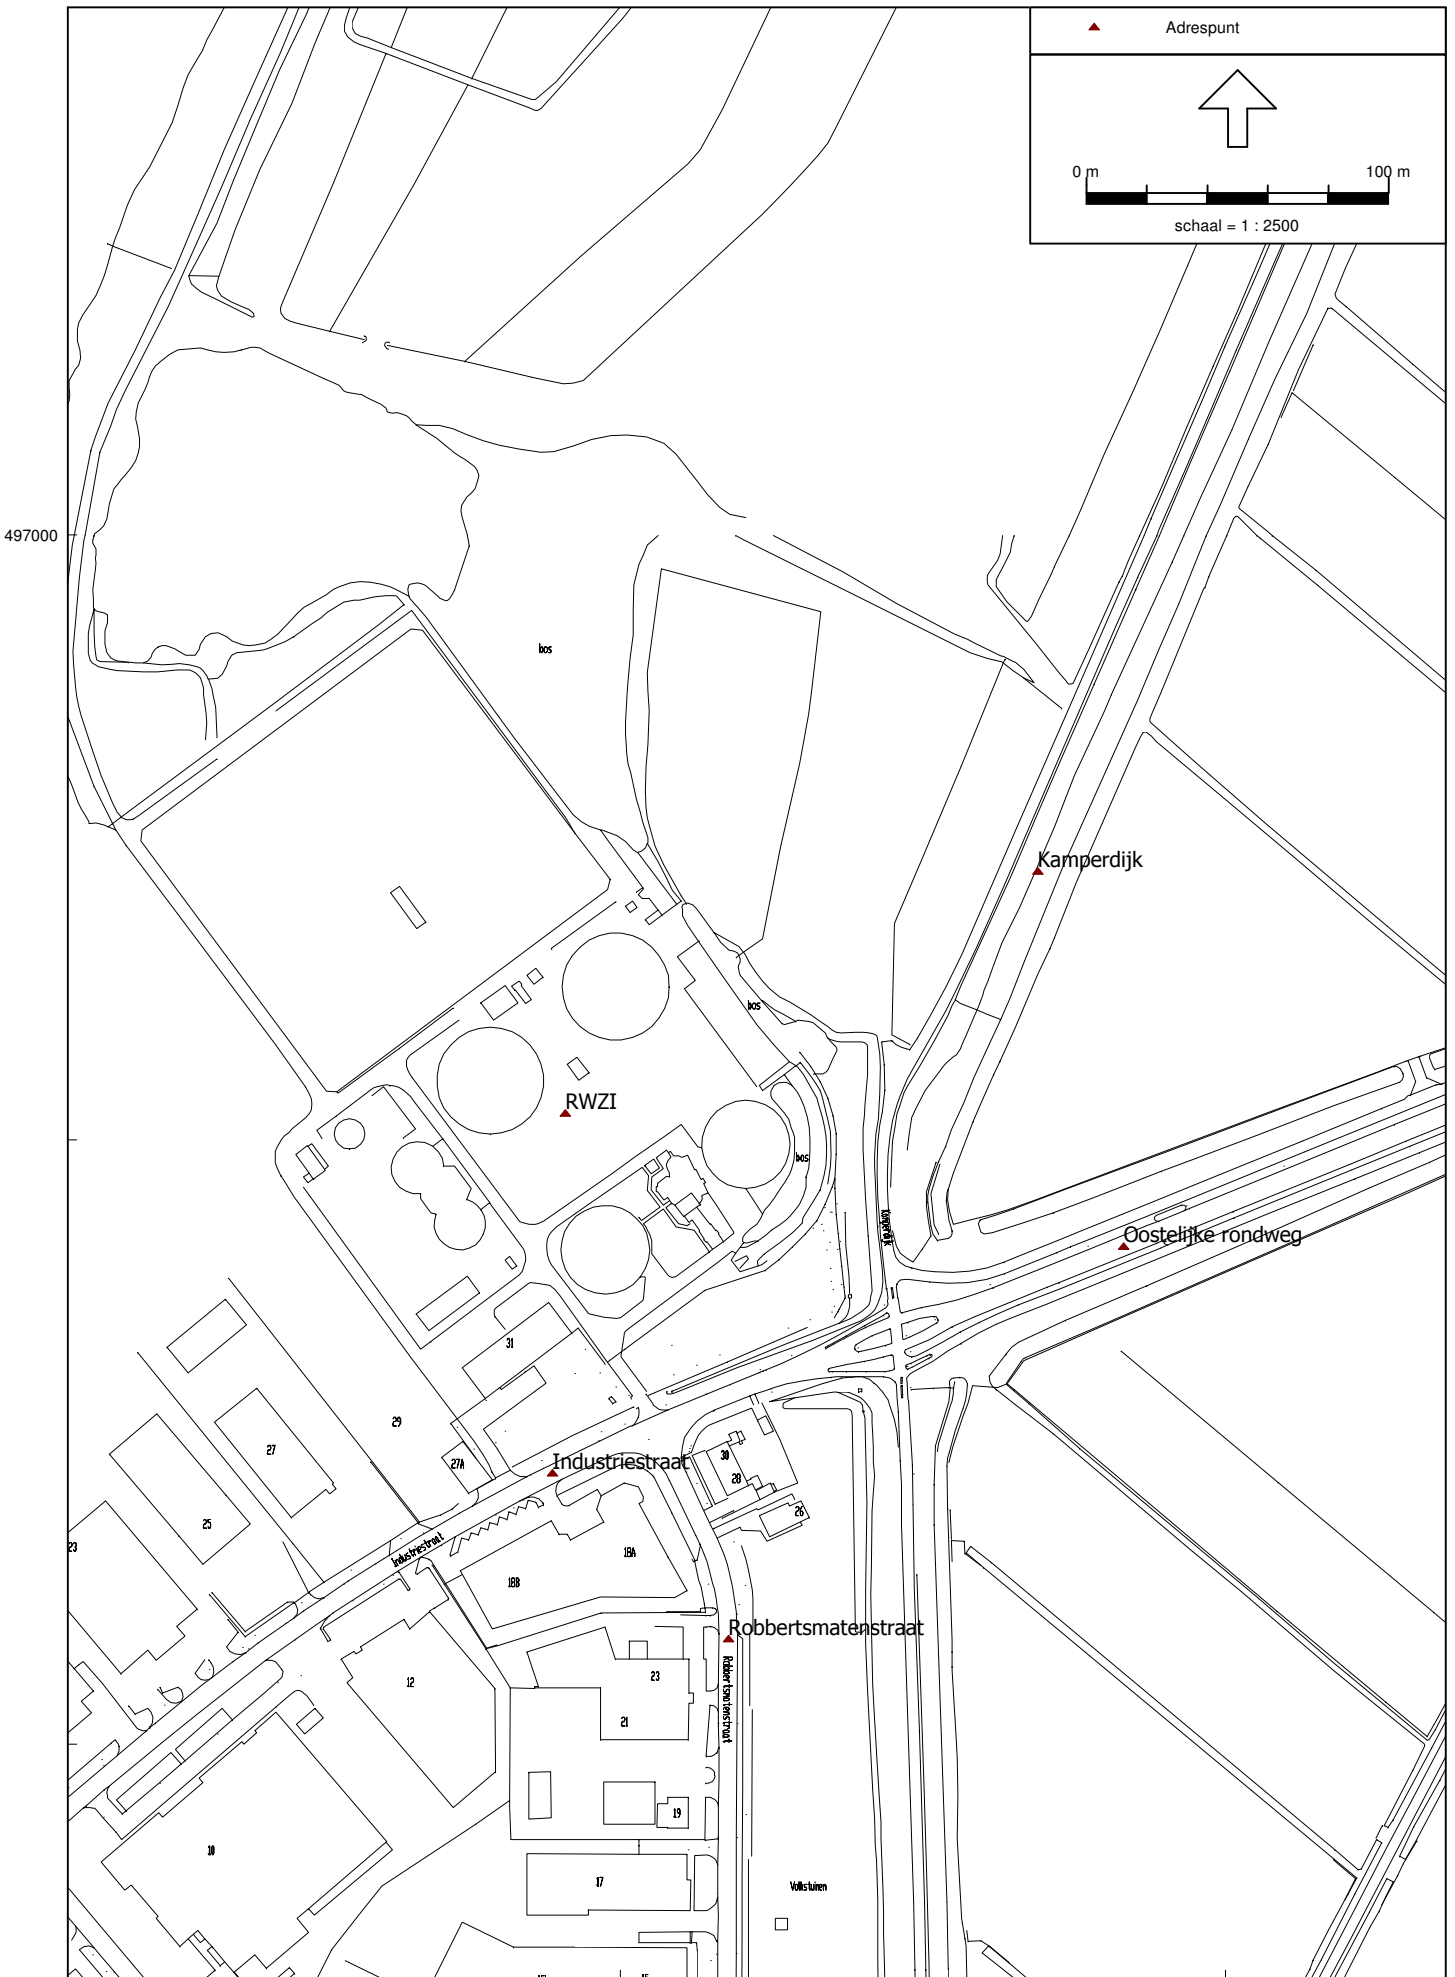 Adrespunt
0 m
100 m
schaal = 1 : 2500
497000
bos
Kamperdijk
bos
RWZI
bos
Kamperdijk
Oostelijke rondweg
31
29
27
27A
Industriestraat
30
28
26
25
23
Industriestraat
18A
18B
Robbertsmatenstraat
Robbertsmatenstraat
12
23
21
19
10
17
Volkstuinen